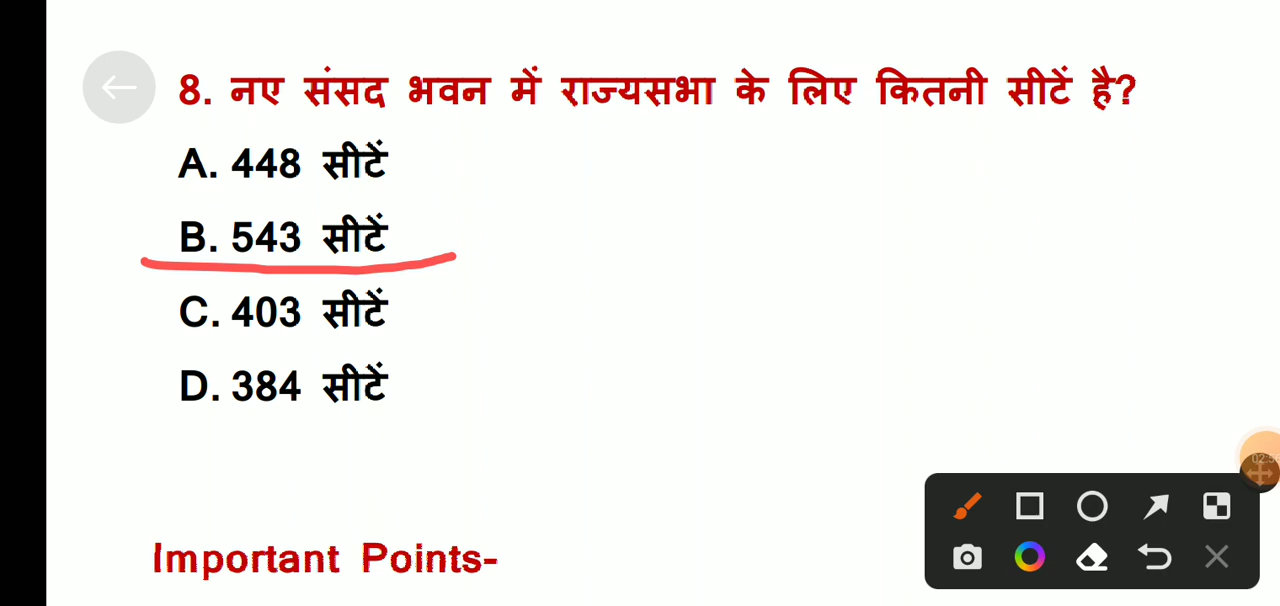 8. नए संसद भवन में राज्यसभा के लिए कितनी सीटें है?
A. 448 सीटें
B. 543 सीटें
C. 403 सीटें
D. 384 सीटें
Important Points-